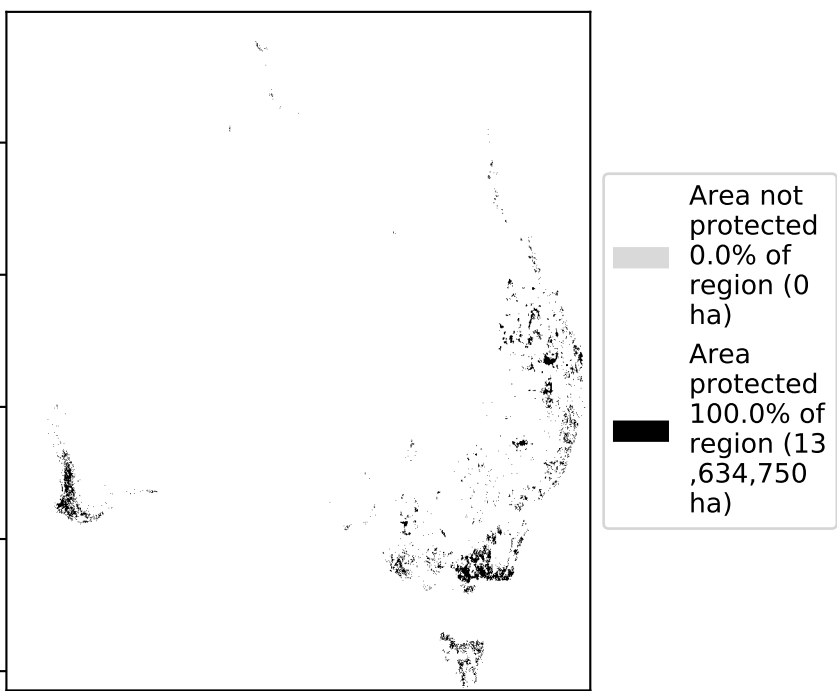 Area not
protected
0.0% of
region (0
ha)
Area
protected
100.0% of
region (13
,634,750
ha)